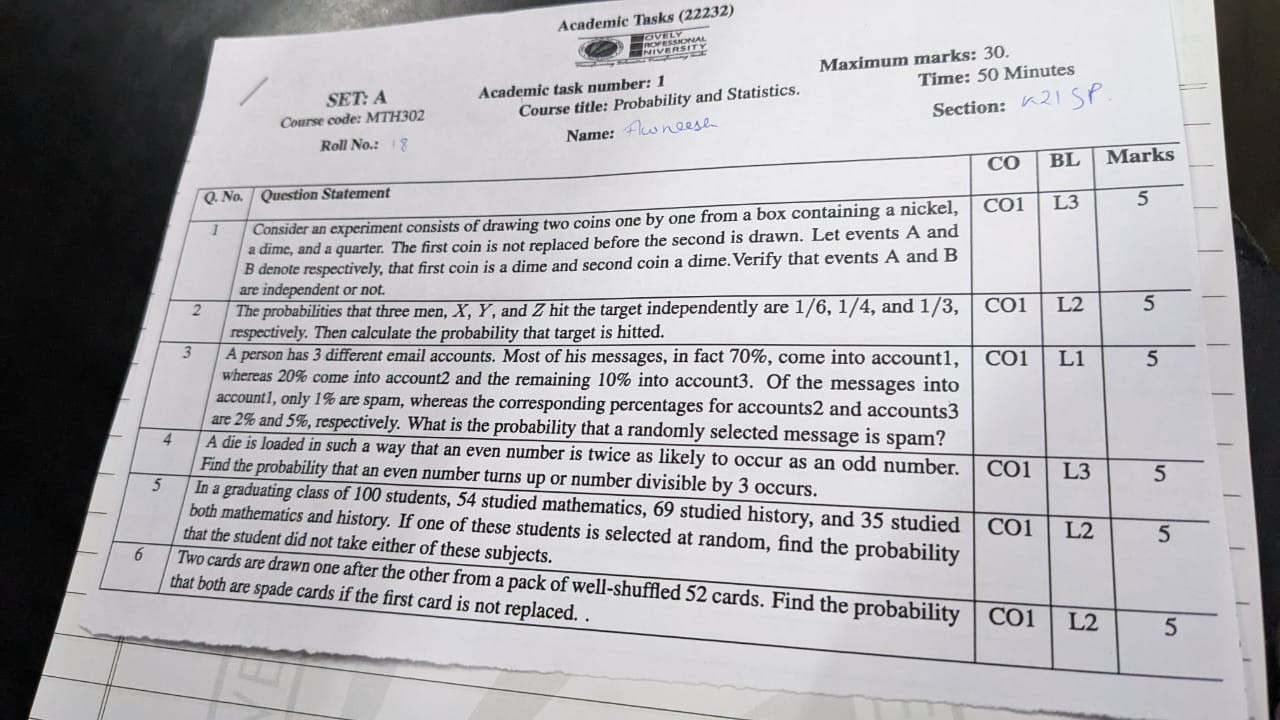 Academic Tasks (22232)
LOVELY
PROFESSIONAL
UNIVERSITY
Maximum marks: 30.
SET: A
Academic task number: 1
Time: 50 Minutes
Course code: MTH302
Course title: Probability and Statistics.
Section: K21SP.
Roll No.: 18
Name: Awneesh
Q. No. Question Statement CO BL Marks
1 Consider an experiment consists of drawing two coins one by one from a box containing a nickel, CO1 L3 5
a dime, and a quarter. The first coin is not replaced before the second is drawn. Let events A and
B denote respectively, that first coin is a dime and second coin a dime. Verify that events A and B
are independent or not.
2 The probabilities that three men, X, Y, and Z hit the target independently are 1/6, 1/4, and 1/3, CO1 L2 5
respectively. Then calculate the probability that target is hitted.
3 A person has 3 different email accounts. Most of his messages, in fact 70%, come into account1, CO1 L1 5
whereas 20% come into account2 and the remaining 10% into account3. Of the messages into
account1, only 1% are spam, whereas the corresponding percentages for accounts2 and accounts3
are 2% and 5%, respectively. What is the probability that a randomly selected message is spam?
4 A die is loaded in such a way that an even number is twice as likely to occur as an odd number. CO1 L3 5
Find the probability that an even number turns up or number divisible by 3 occurs.
5 In a graduating class of 100 students, 54 studied mathematics, 69 studied history, and 35 studied CO1 L2 5
both mathematics and history. If one of these students is selected at random, find the probability
that the student did not take either of these subjects.
6 Two cards are drawn one after the other from a pack of well-shuffled 52 cards. Find the probability CO1 L2 5
that both are spade cards if the first card is not replaced. .